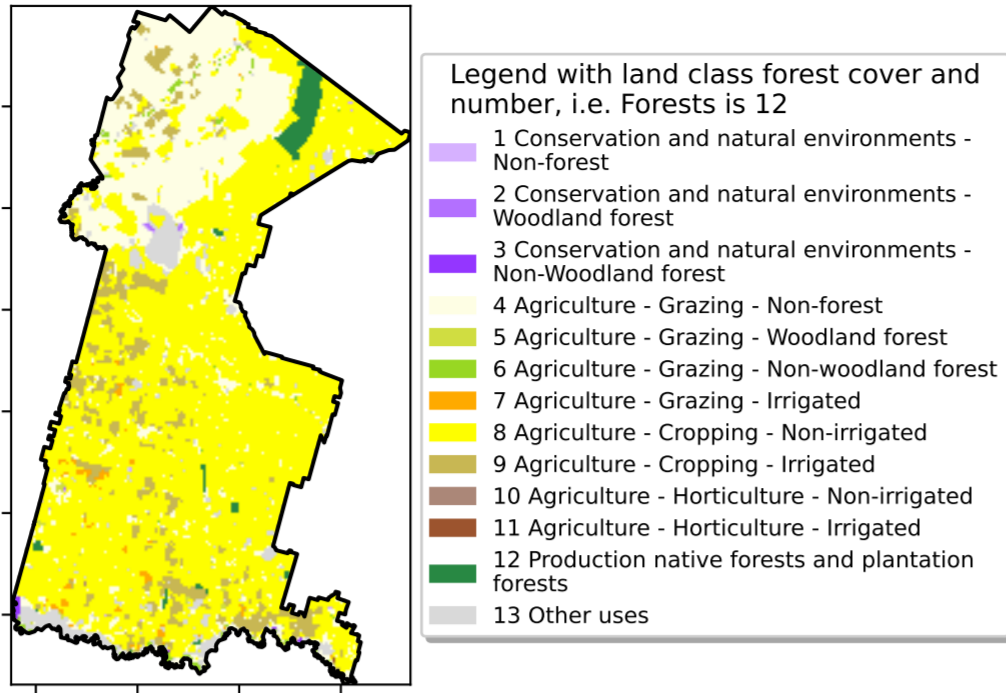 Legend with land class forest cover and
number, i.e. Forests is 12
1 Conservation and natural environments -
Non-forest
2 Conservation and natural environments -
Woodland forest
3 Conservation and natural environments -
Non-Woodland forest
4 Agriculture - Grazing - Non-forest
5 Agriculture - Grazing - Woodland forest
6 Agriculture - Grazing - Non-woodland forest
7 Agriculture - Grazing - Irrigated
8 Agriculture - Cropping - Non-irrigated
9 Agriculture - Cropping - Irrigated
10 Agriculture - Horticulture - Non-irrigated
11 Agriculture - Horticulture - Irrigated
12 Production native forests and plantation
forests
13 Other uses